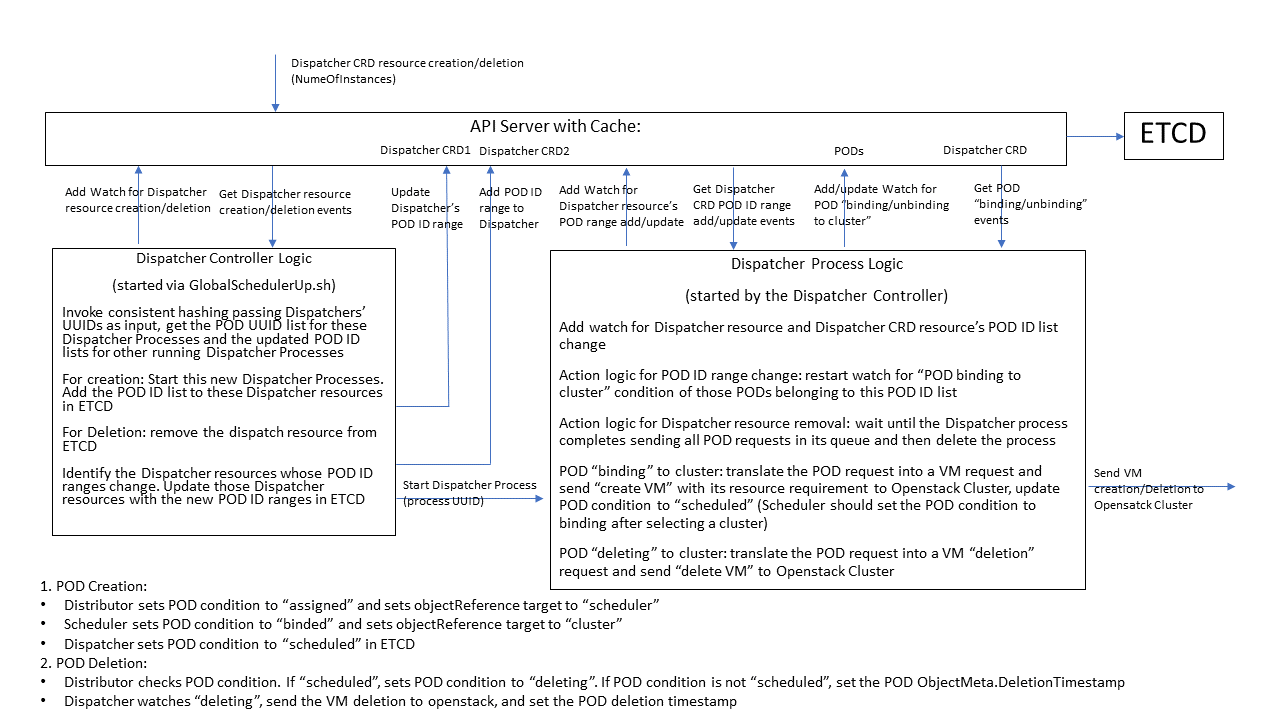 Dispatcher CRD resource creation/deletion
(NumeOfInstances)
API Server with Cache:
Dispatcher CRD1
Dispatcher CRD2
PODs
Dispatcher CRD
ETCD
Add Watch for Dispatcher
resource creation/deletion
Get Dispatcher resource
creation/deletion events
Update
Dispatcher’s
POD ID range
Add POD ID
range to
Dispatcher
Add Watch for
Dispatcher resource’s
POD range add/update
Get Dispatcher
CRD POD ID range
add/update events
Add/update Watch for
POD “binding/unbinding
to cluster”
Get POD
“binding/unbinding”
events
Dispatcher Controller Logic
(started via GlobalSchedulerUp.sh)
Invoke consistent hashing passing Dispatchers’
UUIDs as input, get the POD UUID list for these
Dispatcher Processes and the updated POD ID
lists for other running Dispatcher Processes
For creation: Start this new Dispatcher Processes.
Add the POD ID list to these Dispatcher resources
in ETCD
For Deletion: remove the dispatch resource from
ETCD
Identify the Dispatcher resources whose POD ID
ranges change. Update those Dispatcher
resources with the new POD ID ranges in ETCD
Start Dispatcher Process
(process UUID)
Dispatcher Process Logic
(started by the Dispatcher Controller)
Add watch for Dispatcher resource and Dispatcher CRD resource’s POD ID list
change
Action logic for POD ID range change: restart watch for “POD binding to
cluster” condition of those PODs belonging to this POD ID list
Action logic for Dispatcher resource removal: wait until the Dispatcher process
completes sending all POD requests in its queue and then delete the process
POD “binding” to cluster: translate the POD request into a VM request and
send “create VM” with its resource requirement to Openstack Cluster, update
POD condition to “scheduled” (Scheduler should set the POD condition to
binding after selecting a cluster)
POD “deleting” to cluster: translate the POD request into a VM “deletion”
request and send “delete VM” to Openstack Cluster
Send VM
creation/Deletion to
Opensatck Cluster
1. POD Creation:
• Distributor sets POD condition to “assigned” and sets objectReference target to “scheduler”
• Scheduler sets POD condition to “binded” and sets objectReference target to “cluster”
• Dispatcher sets POD condition to “scheduled” in ETCD
2. POD Deletion:
• Distributor checks POD condition. If “scheduled”, sets POD condition to “deleting”. If POD condition is not “scheduled”, set the POD ObjectMeta.DeletionTimestamp
• Dispatcher watches “deleting”, send the VM deletion to openstack, and set the POD deletion timestamp